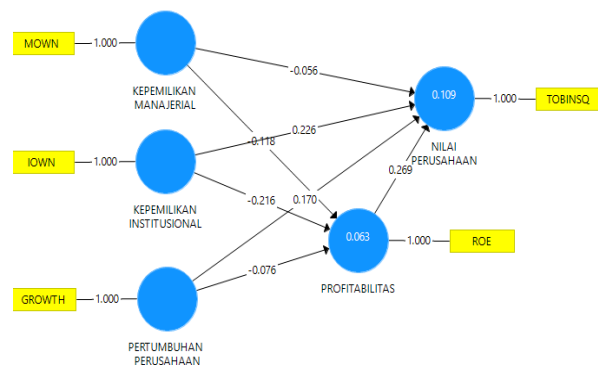 MOWN
1.000
KEPEMILIKAN
MANAJERIAL
-0.056
0.109
1.000
TOBINSQ
NILAI
PERUSAHAAN
0.226
-0.118
IOWN
1.000
KEPEMILIKAN
INSTITUSIONAL
0.269
-0.216
0.170
0.063
1.000
ROE
PROFITABILITAS
-0.076
GROWTH
1.000
PERTUMBUHAN
PERUSAHAAN